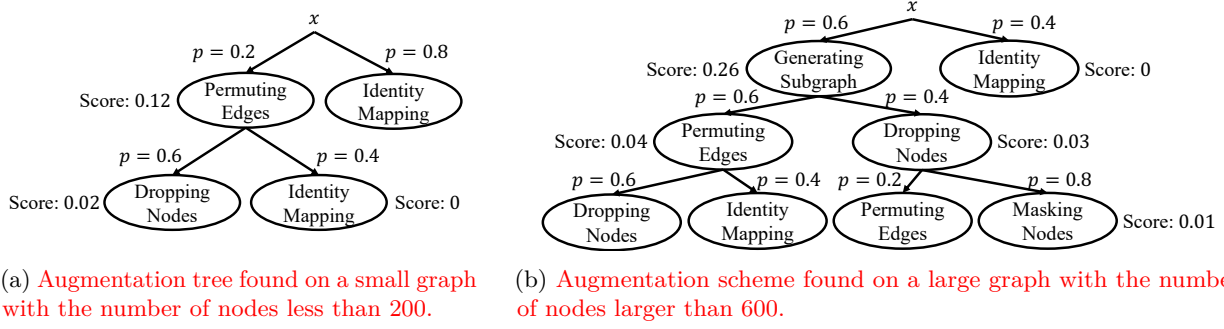 x
p = 0.2
p = 0.8
Score: 0.12
Permuting
Edges
Identity
Mapping
p = 0.6
p = 0.4
Score: 0.02
Dropping
Nodes
Identity
Mapping
Score: 0
(a) Augmentation tree found on a small graph
with the number of nodes less than 200.
x
p = 0.6
p = 0.4
Score: 0.26
Generating
Subgraph
Identity
Mapping
Score: 0
p = 0.6
p = 0.4
Score: 0.04
Permuting
Edges
Dropping
Nodes
Score: 0.03
p = 0.6
p = 0.4
p = 0.2
p = 0.8
Dropping
Nodes
Identity
Mapping
Permuting
Edges
Masking
Nodes
Score: 0.01
(b) Augmentation scheme found on a large graph with the numbe
of nodes larger than 600.